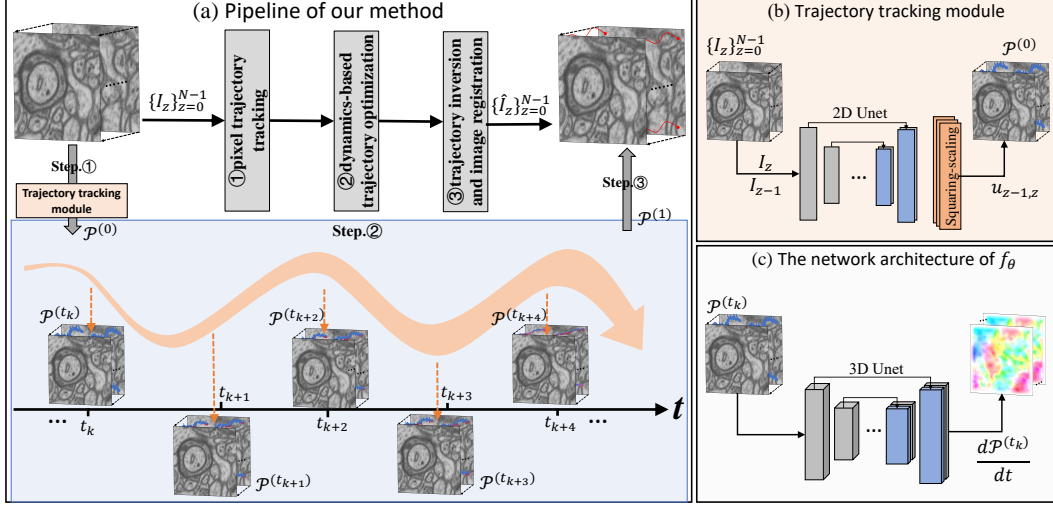 (a) Pipeline of our method
{I_z}_{z=0}^{N-1}
①pixel trajectory
tracking
②dynamics-based
trajectory optimization
③trajectory inversion
and image registration
{Î_z}_{z=0}^{N-1}
Step.①
Trajectory tracking
module
𝒫^(0)
Step.②
Step.③
𝒫^(1)
𝒫^(t_k)
𝒫^(t_{k+2})
𝒫^(t_{k+4})
... t_k
t_{k+1}
t_{k+2}
t_{k+3}
t_{k+4} ...
t
𝒫^(t_{k+1})
𝒫^(t_{k+3})
(b) Trajectory tracking module
{I_z}_{z=0}^{N-1}
𝒫^(0)
2D Unet
I_z
I_{z-1}
...
Squaring-scaling
u_{z-1,z}
(c) The network architecture of f_θ
𝒫^(t_k)
3D Unet
...
d𝒫^(t_k)
dt